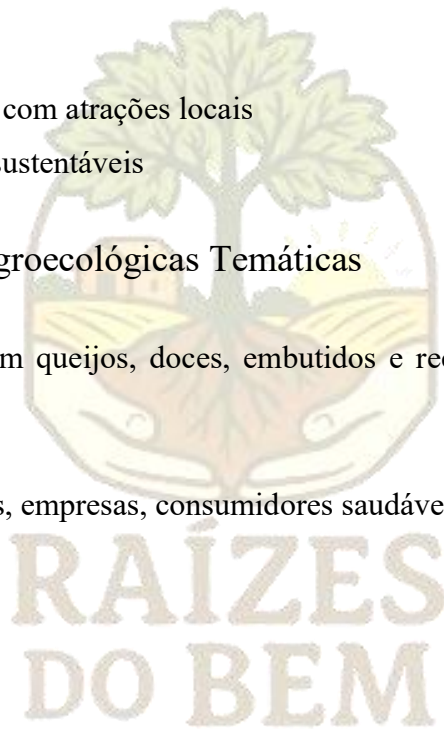 com atrações locais
sustentáveis
groecológicas Temáticas
m queijos, doces, embutidos e re
s, empresas, consumidores saudáve
RAÍZES
DO BEM